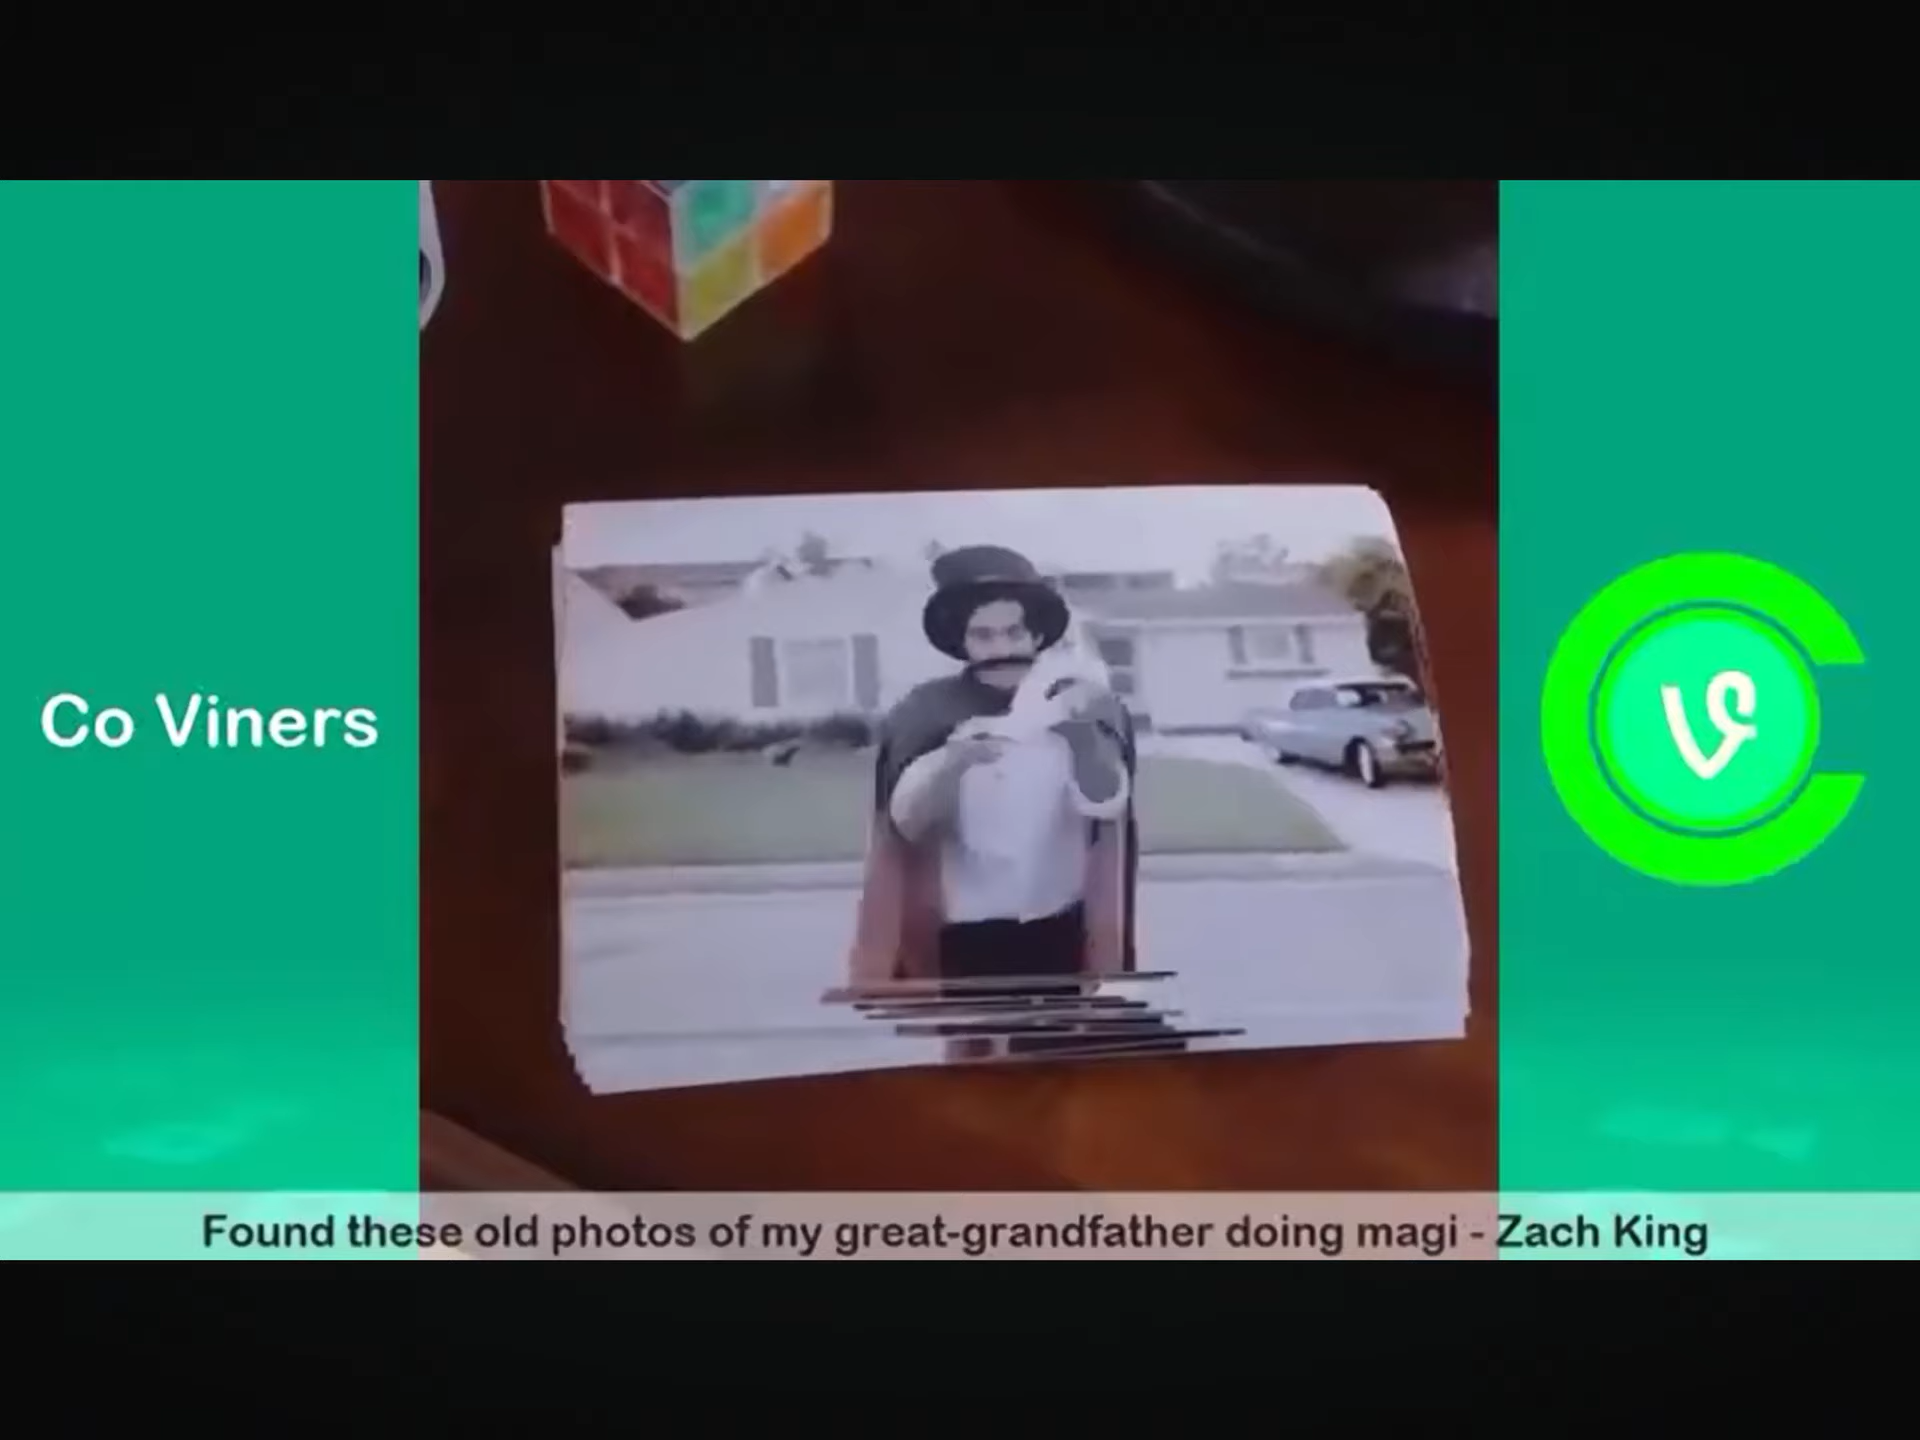 Co Viners
Found these old photos of my great-grandfather doing magi - Zach King